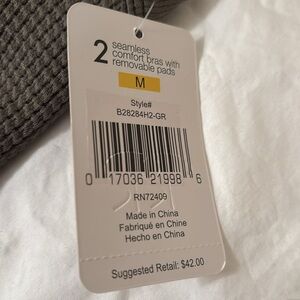 2 seamless
comfort bras with
removable pads
M
Style#
B28284H2-GR
0 17036 21998 6
RN72409
Made in China
Fabriqué en Chine
Hecho en China
Suggested Retail: $42.00